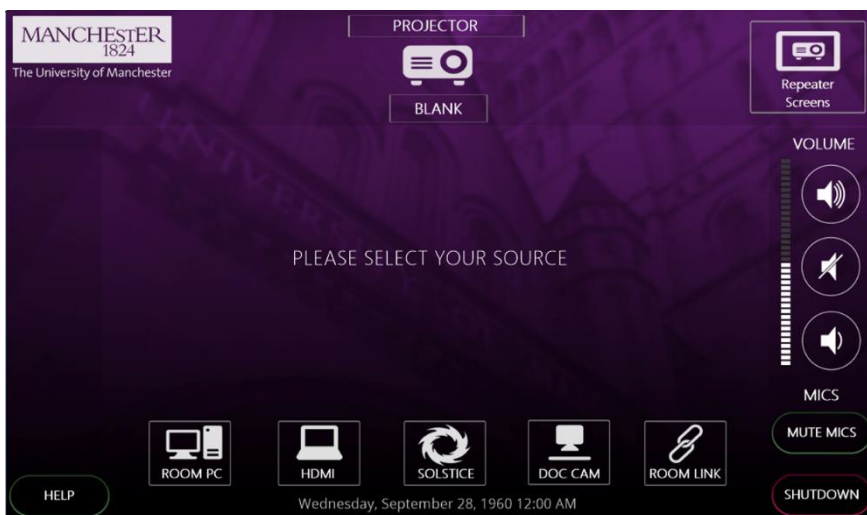 MANCHESTER
1824
The University of Manchester
PROJECTOR
BLANK
Repeater
Screens
VOLUME
PLEASE SELECT YOUR SOURCE
MICS
MUTE MICS
ROOM PC
HDMI
SOLSTICE
DOC CAM
ROOM LINK
HELP
Wednesday, September 28, 1960 12:00 AM
SHUTDOWN